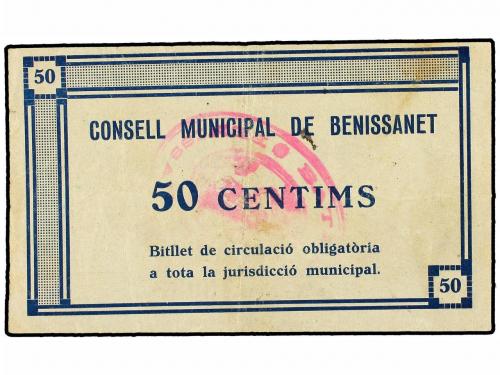 50
CONSELL MUNICIPAL DE BENISSANET
50 CENTIMS
Bitllet de circulació obligatòria
a tota la jurisdicció municipal.
50